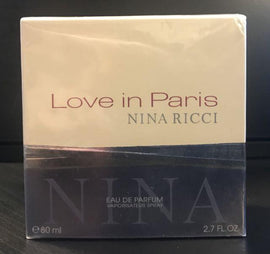 Love in Paris
NINA RICCI
NINA
EAU DE PARFUM
VAPORISATEUR SPRAY
℮ 80 ml 2.7 FL.OZ